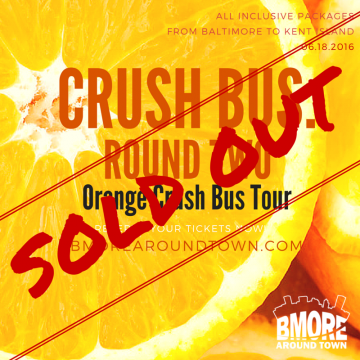 ALL INCLUSIVE PACKAGES
FROM BALTIMORE TO KENT ISLAND
06.18.2016
CRUSH BUS:
ROUND TWO
Orange Crush Bus Tour
SOLD OUT
YOUR TICKETS NOW
BMOREAROUNDTOWN.COM
BMORE
AROUND TOWN